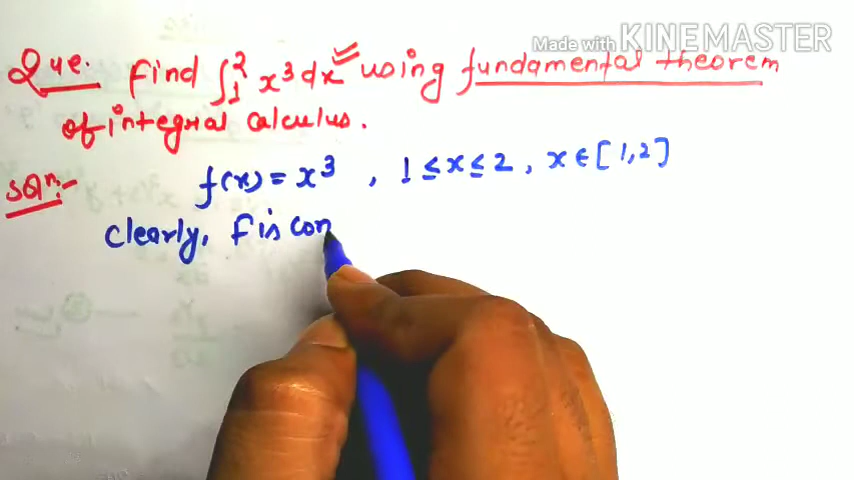 Made with KINEMASTER
Que. Find ∫₁² x³dx using fundamental theorem
of integral calculus.
Soln:- f(x) = x³ , 1 ≤ x ≤ 2 , x ∈ [1,2]
clearly, f is con